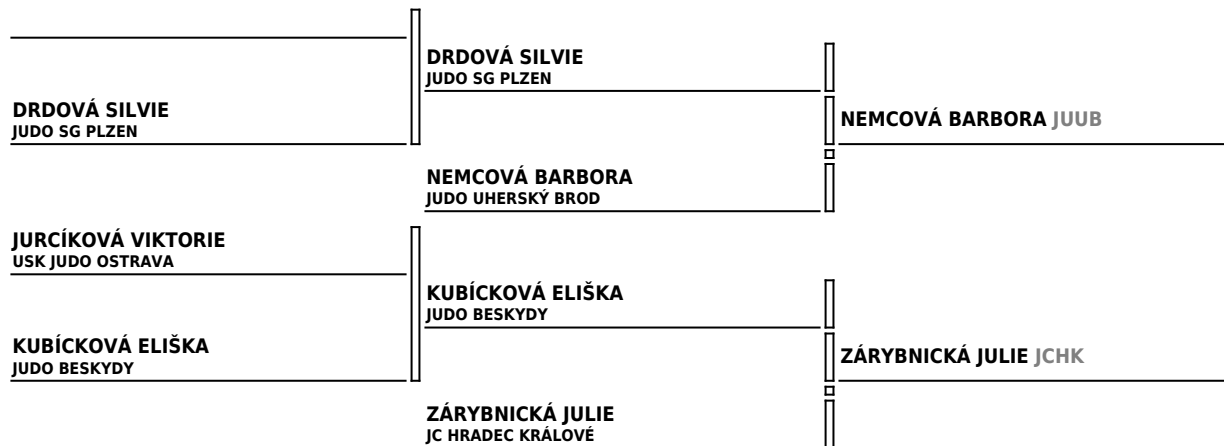 DRDOVÁ SILVIE
JUDO SG PLZEN
DRDOVÁ SILVIE
JUDO SG PLZEN
NEMCOVÁ BARBORA JUUB
NEMCOVÁ BARBORA
JUDO UHERSKÝ BROD
JURCÍKOVÁ VIKTORIE
USK JUDO OSTRAVA
KUBÍCKOVÁ ELIŠKA
JUDO BESKYDY
KUBÍCKOVÁ ELIŠKA
JUDO BESKYDY
ZÁRYBNICKÁ JULIE JCHK
ZÁRYBNICKÁ JULIE
JC HRADEC KRÁLOVÉ